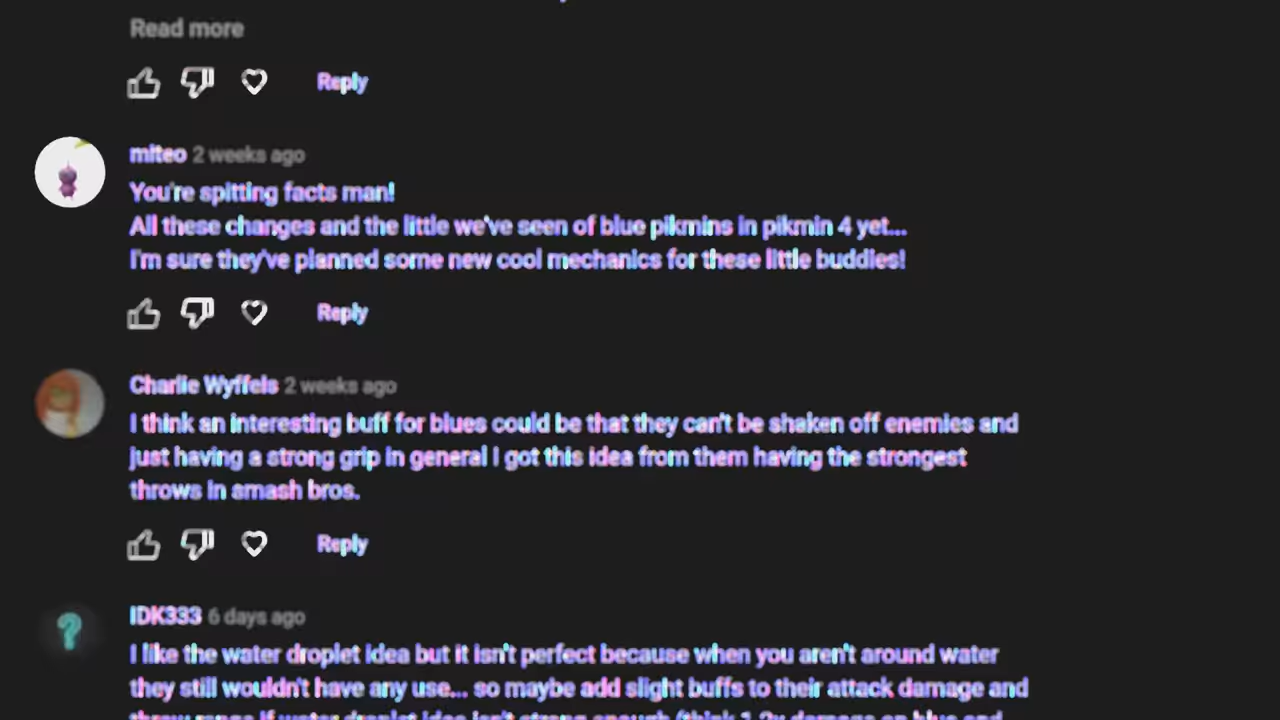 Read more
Reply
miteo 2 weeks ago
You're spitting facts man!
All these changes and the little we've seen of blue pikmins in pikmin 4 yet...
I'm sure they've planned some new cool mechanics for these little buddies!
Reply
Charlie Wyffels 2 weeks ago
I think an interesting buff for blues could be that they can't be shaken off enemies and
just having a strong grip in general I got this idea from them having the strongest
throws in smash bros.
Reply
IDK333 6 days ago
I like the water droplet idea but it isn't perfect because when you aren't around water
they still wouldn't have any use... so maybe add slight buffs to their attack damage and